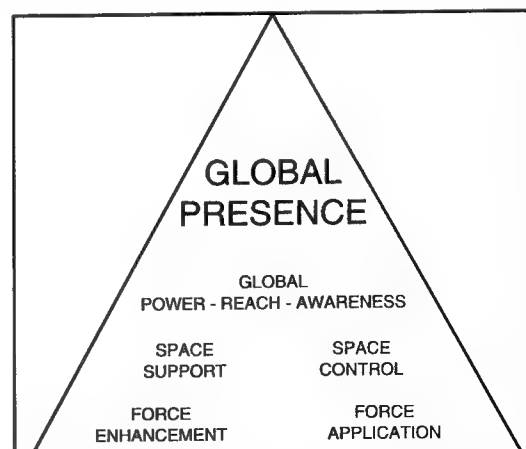 GLOBAL
PRESENCE
GLOBAL
POWER - REACH - AWARENESS
SPACE
SUPPORT
SPACE
CONTROL
FORCE
ENHANCEMENT
FORCE
APPLICATION